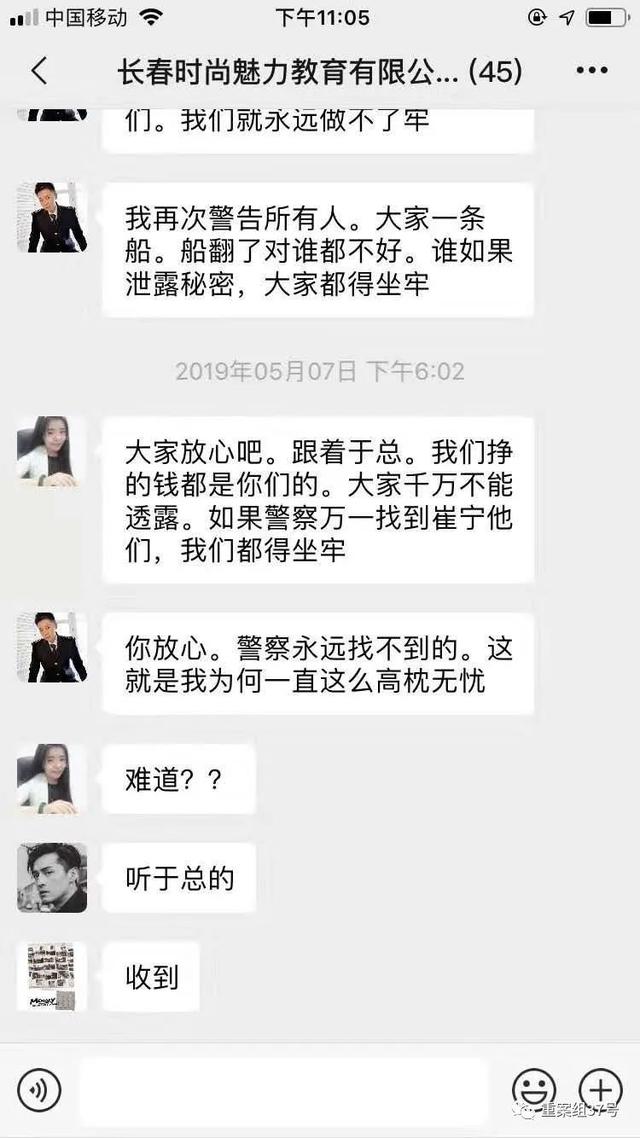 中国移动
下午11:05
长春时尚魅力教育有限公... (45)
们。我们就永远做不了牢
我再次警告所有人。大家一条
船。船翻了对谁都不好。谁如果
泄露秘密，大家都得坐牢
2019年05月07日 下午6:02
大家放心吧。跟着于总。我们挣
的钱都是你们的。大家千万不能
透露。如果警察万一找到崔宁他
们，我们都得坐牢
你放心。警察永远找不到的。这
就是我为何一直这么高枕无忧
难道？？
听于总的
收到
重案组37号